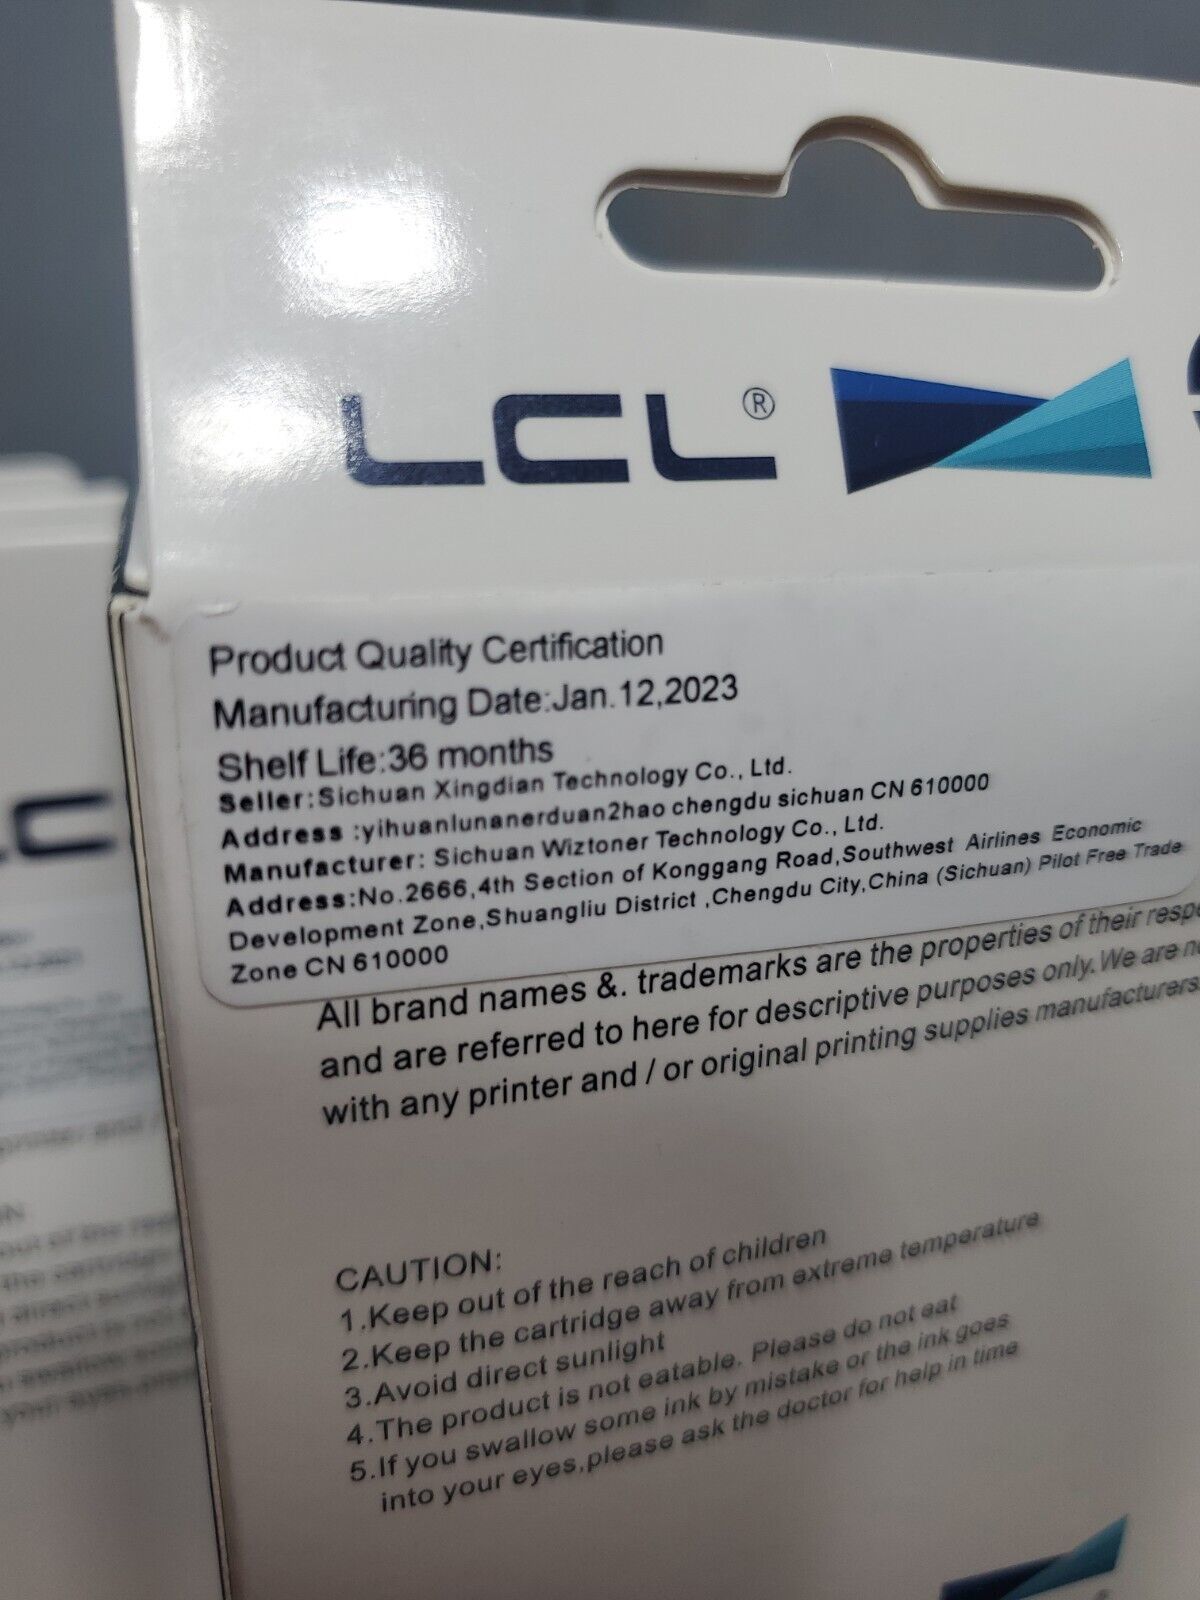 LCL®
Product Quality Certification
Manufacturing Date:Jan.12,2023
Shelf Life:36 months
Seller:Sichuan Xingdian Technology Co., Ltd.
Address :yihuanlunanerduan2hao chengdu sichuan CN 610000
Manufacturer: Sichuan Wiztoner Technology Co., Ltd.
Address:No.2666,4th Section of Konggang Road,Southwest Airlines Economic
Development Zone,Shuangliu District ,Chengdu City,China (Sichuan) Pilot Free Trade
Zone CN 610000
All brand names &. trademarks are the properties of their
and are referred to here for descriptive purposes only. We are
with any printer and / or original printing supplies manufacturers.
CAUTION:
1.Keep out of the reach of children
2.Keep the cartridge away from extreme temperature
3.Avoid direct sunlight
4.The product is not eatable. Please do not eat
5.If you swallow some ink by mistake or the ink goes
into your eyes,please ask the doctor for help in time